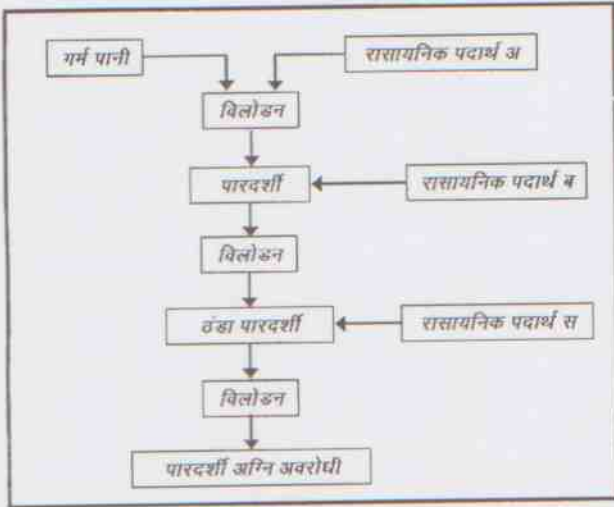 गर्म पानी
रासायनिक पदार्थ अ
विलोडन
पारदर्शी
रासायनिक पदार्थ ब
विलोडन
ठंडा पारदर्शी
रासायनिक पदार्थ स
विलोडन
पारदर्शी अग्नि अवरोधी